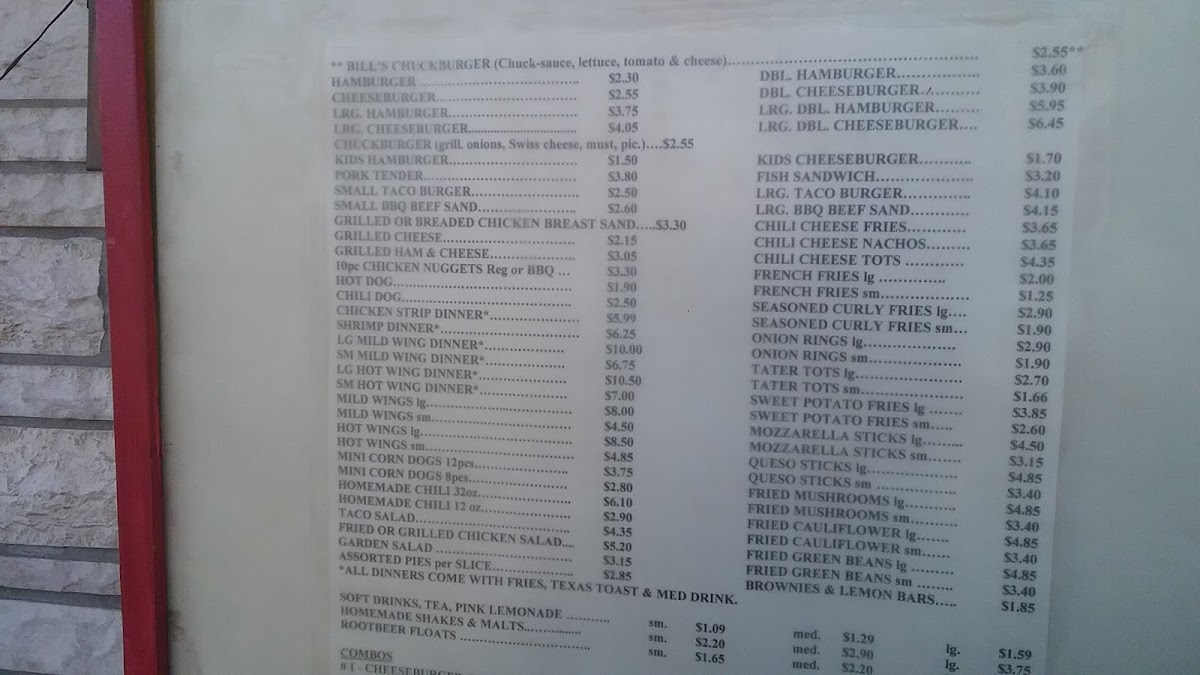 ** BILL'S CHUCKBURGER (Chuck-sauce, lettuce, tomato & cheese)........ $2.55**
HAMBURGER ........ $2.30 DBL. HAMBURGER........ $3.60
CHEESEBURGER........ $2.55 DBL. CHEESEBURGER........ $3.90
LRG. HAMBURGER........ $3.75 LRG. DBL. HAMBURGER........ $5.95
LRG. CHEESEBURGER........ $4.05 LRG. DBL. CHEESEBURGER.... $6.45
CHUCKBURGER (grill. onions, Swiss cheese, must, pic.)....$2.55
KIDS HAMBURGER........ $1.50 KIDS CHEESEBURGER........ $1.70
PORK TENDER........ $3.80 FISH SANDWICH........ $3.20
SMALL TACO BURGER........ $2.50 LRG. TACO BURGER........ $4.10
SMALL BBQ BEEF SAND........ $2.60 LRG. BBQ BEEF SAND........ $4.15
GRILLED OR BREADED CHICKEN BREAST SAND.....$3.30 CHILI CHEESE FRIES........ $3.65
GRILLED CHEESE........ $2.15 CHILI CHEESE NACHOS........ $3.65
GRILLED HAM & CHEESE........ $3.05 CHILI CHEESE TOTS ........ $4.35
10pc CHICKEN NUGGETS Reg or BBQ ... $3.30 FRENCH FRIES lg ........ $2.00
HOT DOG........ $1.90 FRENCH FRIES sm........ $1.25
CHILI DOG........ $2.50 SEASONED CURLY FRIES lg.... $2.90
CHICKEN STRIP DINNER*........ $5.99 SEASONED CURLY FRIES sm... $1.90
SHRIMP DINNER*........ $6.25 ONION RINGS lg........ $2.90
LG MILD WING DINNER*........ $10.00 ONION RINGS sm........ $1.90
SM MILD WING DINNER*........ $6.75 TATER TOTS lg........ $2.70
LG HOT WING DINNER*........ $10.50 TATER TOTS sm........ $1.66
SM HOT WING DINNER*........ $7.00 SWEET POTATO FRIES lg ....... $3.85
MILD WINGS lg........ $8.00 SWEET POTATO FRIES sm..... $2.60
MILD WINGS sm........ $4.50 MOZZARELLA STICKS lg........ $4.50
HOT WINGS lg........ $8.50 MOZZARELLA STICKS sm....... $3.15
HOT WINGS sm........ $4.85 QUESO STICKS lg........ $4.85
MINI CORN DOGS 12pcs........ $3.75 QUESO STICKS sm ........ $3.40
MINI CORN DOGS 8pcs........ $2.80 FRIED MUSHROOMS lg........ $4.85
HOMEMADE CHILI 32oz........ $6.10 FRIED MUSHROOMS sm........ $3.40
HOMEMADE CHILI 12 oz........ $2.90 FRIED CAULIFLOWER lg....... $4.85
TACO SALAD........ $4.35 FRIED CAULIFLOWER sm...... $3.40
FRIED OR GRILLED CHICKEN SALAD.... $5.20 FRIED GREEN BEANS lg ........ $4.85
GARDEN SALAD ........ $3.15 FRIED GREEN BEANS sm ........ $3.40
ASSORTED PIES per SLICE........ $2.85 BROWNIES & LEMON BARS..... $1.85
*ALL DINNERS COME WITH FRIES, TEXAS TOAST & MED DRINK.
SOFT DRINKS, TEA, PINK LEMONADE ........ sm. $1.09 med. $1.29 lg. $1.59
HOMEMADE SHAKES & MALTS........ sm. $2.20 med. $2.90 lg. $3.75
ROOTBEER FLOATS ........ sm. $1.65 med. $2.20
COMBOS
# 1 - CHEESEBURGER